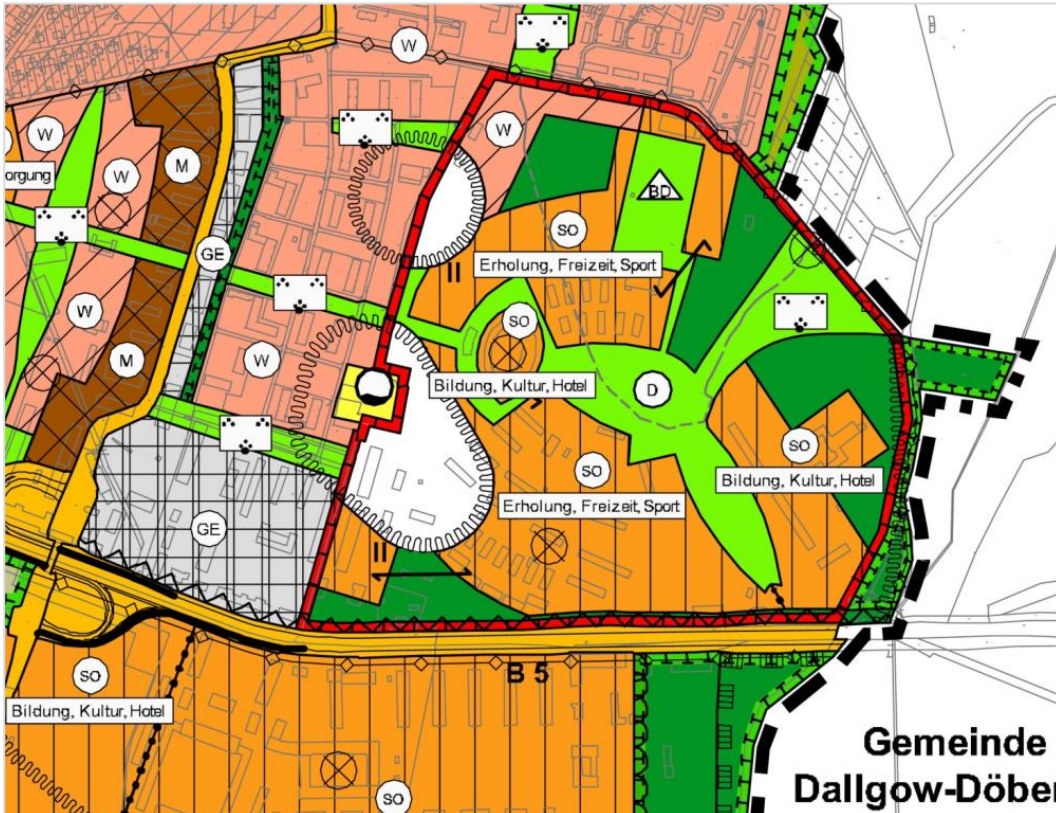 W
W
W
orgung
W
M
BD
SO
Erholung, Freizeit, Sport
GE
II
SO
W
M
W
Bildung, Kultur, Hotel
D
SO
SO
Bildung, Kultur, Hotel
Erholung, Freizeit, Sport
GE
II
B 5
SO
Bildung, Kultur, Hotel
SO
Gemeinde
Dallgow-Döber